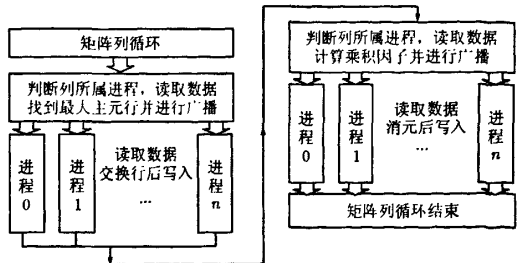 矩阵列循环
判断列所属进程，读取数据
找到最大主元行并进行广播
进程0
进程1
读取数据
交换行后写入
…
进程n
判断列所属进程，读取数据
计算乘积因子并进行广播
进程0
进程1
读取数据
消元后写入
…
进程n
矩阵列循环结束